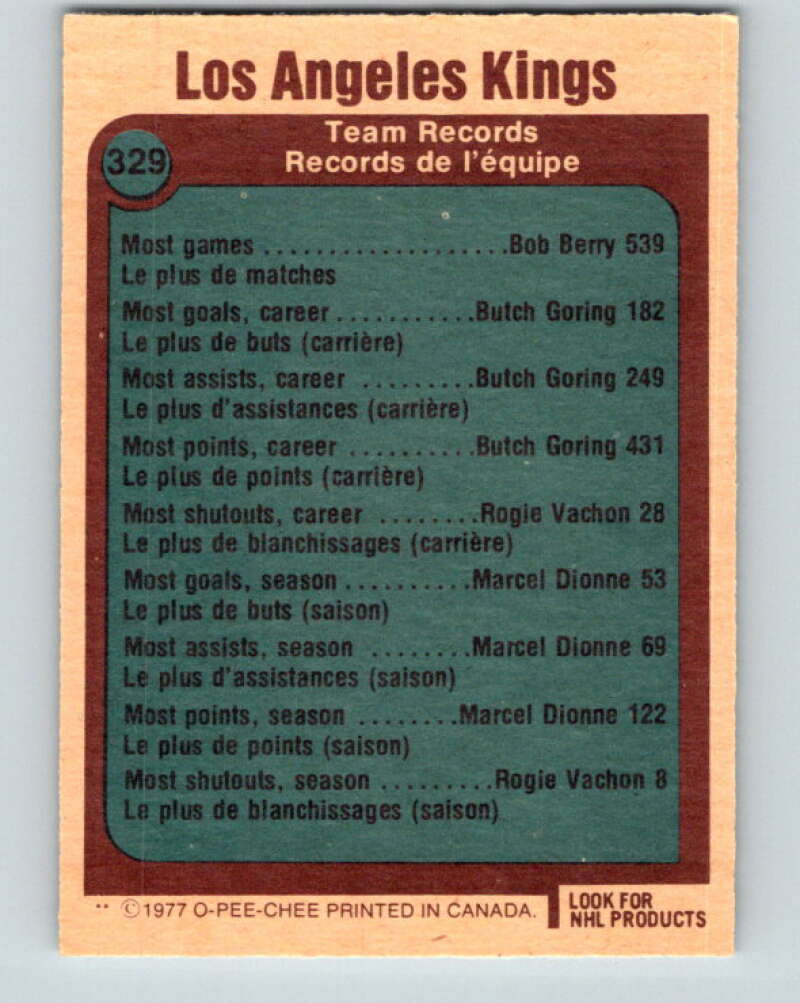 Los Angeles Kings
Team Records
Records de l'équipe
329
Most games ...................Bob Berry 539
Le plus de matches
Most goals, career...........Butch Goring 182
Le plus de buts (carrière)
Most assists, career .........Butch Goring 249
Le plus d'assistances (carrière)
Most points, career ..........Butch Goring 431
Le plus de points (carrière)
Most shutouts, career ........Rogie Vachon 28
Le plus de blanchissages (carrière)
Most goals, season..........Marcel Dionne 53
Le plus de buts (saison)
Most assists, season ........Marcel Dionne 69
Le plus d'assistances (saison)
Most points, season ........Marcel Dionne 122
Le plus de points (saison)
Most shutouts, season .........Rogie Vachon 8
Le plus de blanchissages (saison)
** ©1977 O-PEE-CHEE PRINTED IN CANADA.
LOOK FOR
NHL PRODUCTS